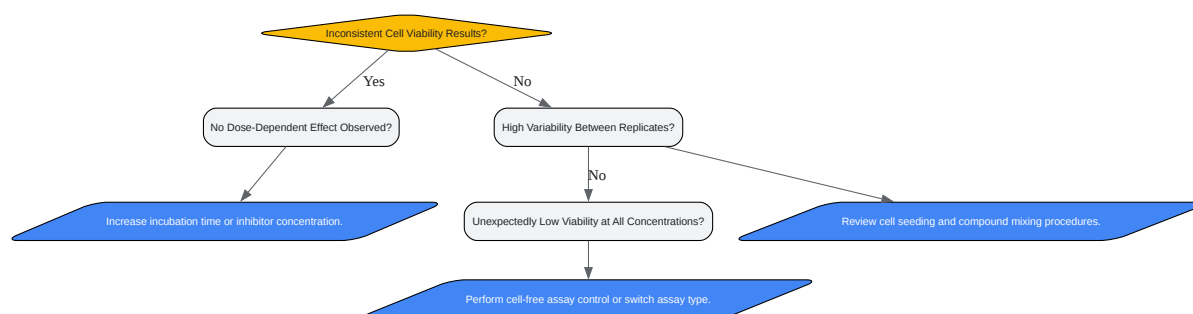 Inconsistent Cell Viability Results?
Yes
No
No Dose-Dependent Effect Observed?
High Variability Between Replicates?
No
Increase incubation time or inhibitor concentration.
Unexpectedly Low Viability at All Concentrations?
Review cell seeding and compound mixing procedures.
Perform cell-free assay control or switch assay type.